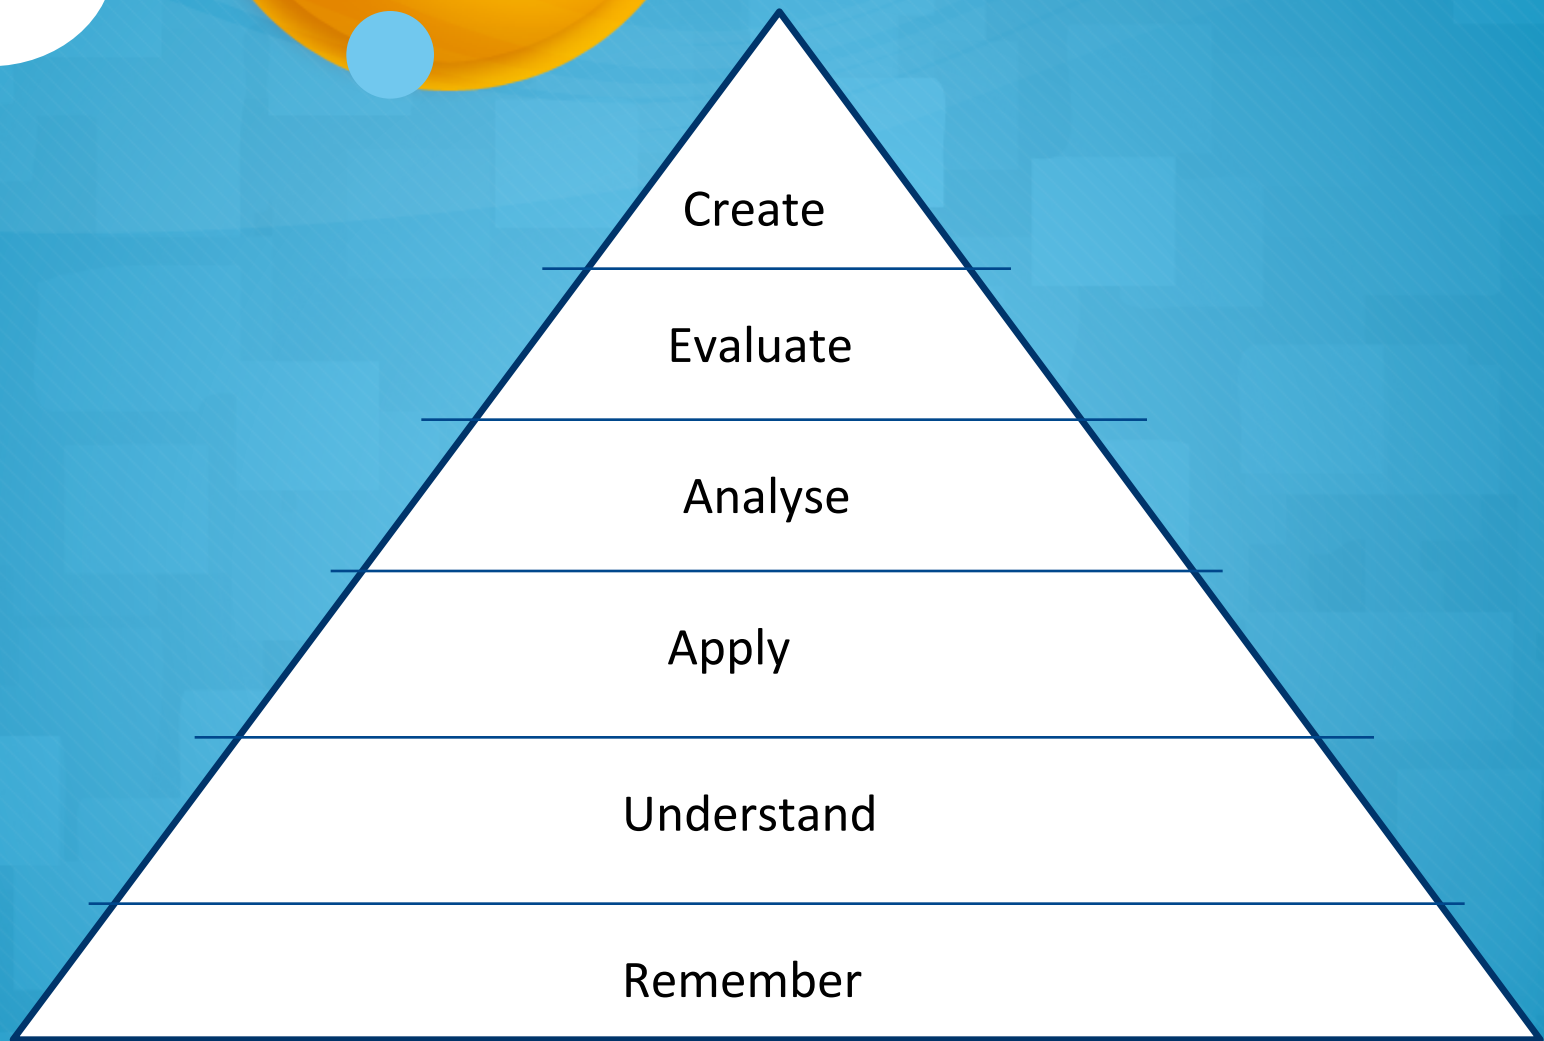 Create
Evaluate
Analyse
Apply
Understand
Remember